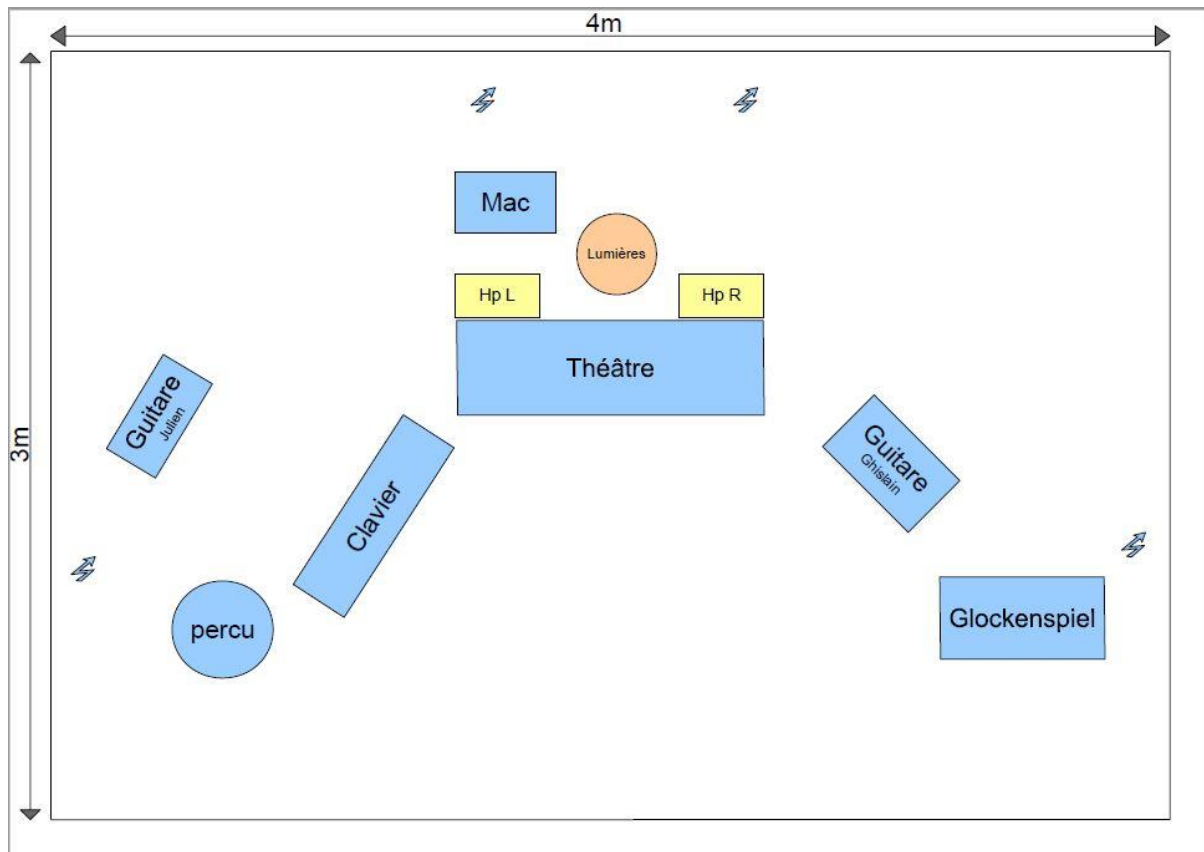 4m
3m
Mac
Lumières
Hp L
Hp R
Théâtre
Guitare
Julien
Clavier
Guitare
Ghislain
percu
Glockenspiel